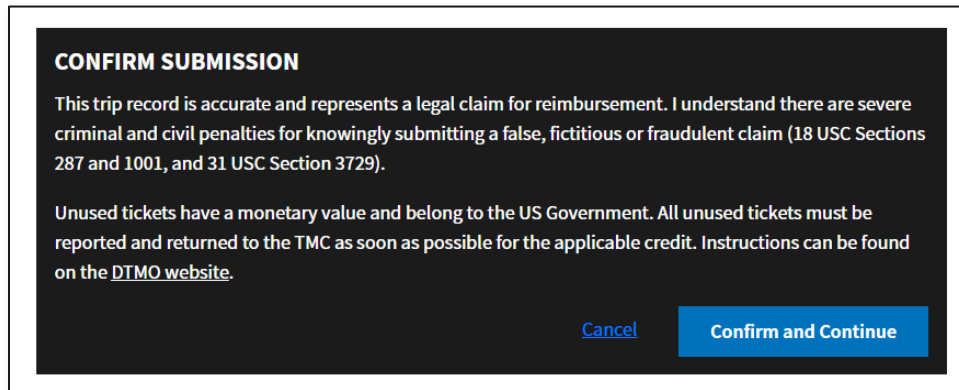 CONFIRM SUBMISSION
This trip record is accurate and represents a legal claim for reimbursement. I understand there are severe
criminal and civil penalties for knowingly submitting a false, fictitious or fraudulent claim (18 USC Sections
287 and 1001, and 31 USC Section 3729).
Unused tickets have a monetary value and belong to the US Government. All unused tickets must be
reported and returned to the TMC as soon as possible for the applicable credit. Instructions can be found
on the DTMO website.
Cancel Confirm and Continue